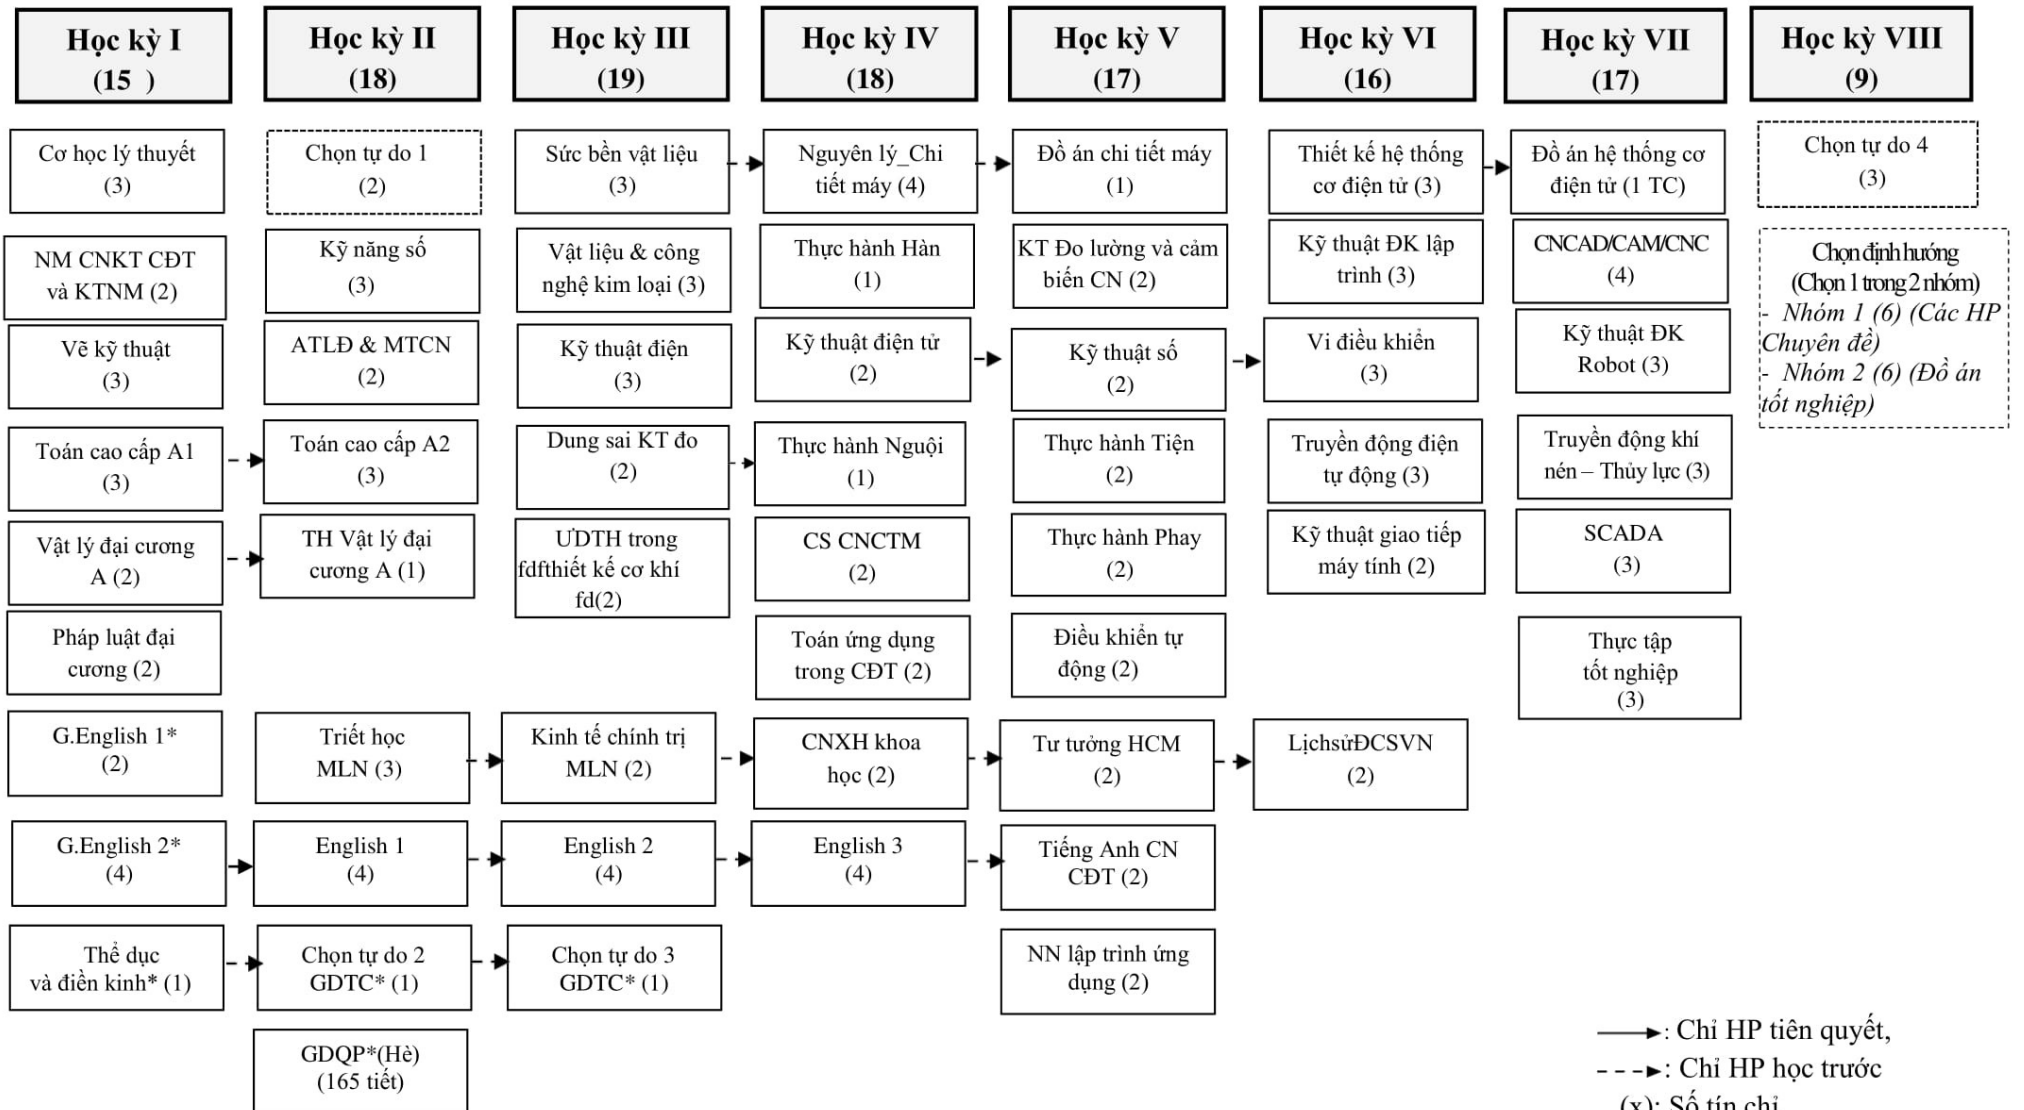 Học kỳ I
(15 )
Học kỳ II
(18)
Học kỳ III
(19)
Học kỳ IV
(18)
Học kỳ V
(17)
Học kỳ VI
(16)
Học kỳ VII
(17)
Học kỳ VIII
(9)
Cơ học lý thuyết
(3)
Chọn tự do 1
(2)
Sức bền vật liệu
(3)
Nguyên lý_Chi
tiết máy (4)
Đồ án chi tiết máy
(1)
Thiết kế hệ thống
cơ điện tử (3)
Đồ án hệ thống cơ
điện tử (1 TC)
Chọn tự do 4
(3)
NM CNKT CĐT
và KTNM (2)
Kỹ năng số
(3)
Vật liệu & công
nghệ kim loại (3)
Thực hành Hàn
(1)
KT Đo lường và cảm
biến CN (2)
Kỹ thuật ĐK lập
trình (3)
CNCAD/CAM/CNC
(4)
Chọn định hướng
(Chọn 1 trong 2 nhóm)
- Nhóm 1 (6) (Các HP
Chuyên đề)
- Nhóm 2 (6) (Đồ án
tốt nghiệp)
Vẽ kỹ thuật
(3)
ATLĐ & MTCN
(2)
Kỹ thuật điện
(3)
Kỹ thuật điện tử
(2)
Kỹ thuật số
(2)
Vi điều khiển
(3)
Kỹ thuật ĐK
Robot (3)
Toán cao cấp A1
(3)
Toán cao cấp A2
(3)
Dung sai KT đo
(2)
Thực hành Nguội
(1)
Thực hành Tiện
(2)
Truyền động điện
tự động (3)
Truyền động khí
nén – Thủy lực (3)
Vật lý đại cương
A (2)
TH Vật lý đại
cương A (1)
ƯDTH trong
fdfthiết kế cơ khí
fd(2)
CS CNCTM
(2)
Thực hành Phay
(2)
Kỹ thuật giao tiếp
máy tính (2)
SCADA
(3)
Pháp luật đại
cương (2)
Toán ứng dụng
trong CĐT (2)
Điều khiển tự
động (2)
Thực tập
tốt nghiệp
(3)
G.English 1*
(2)
Triết học
MLN (3)
Kinh tế chính trị
MLN (2)
CNXH khoa
học (2)
Tư tưởng HCM
(2)
LịchsửĐCSVN
(2)
G.English 2*
(4)
English 1
(4)
English 2
(4)
English 3
(4)
Tiếng Anh CN
CĐT (2)
Thể dục
và điền kinh* (1)
Chọn tự do 2
GDTC* (1)
Chọn tự do 3
GDTC* (1)
NN lập trình ứng
dụng (2)
GDQP*(Hè)
(165 tiết)
: Chỉ HP tiên quyết,
: Chỉ HP học trước
(x): Số tín chỉ